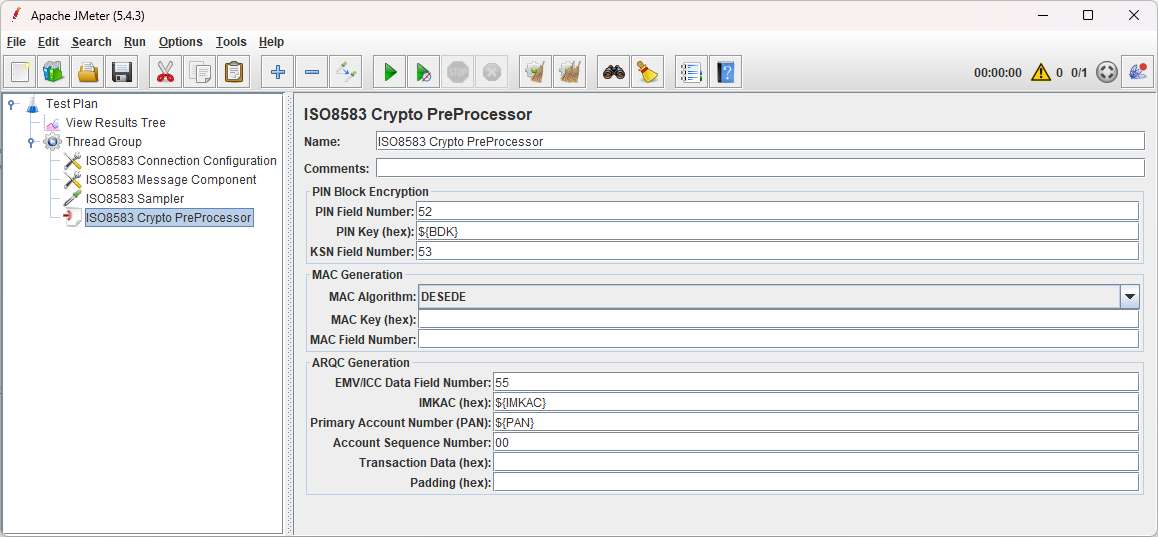 Apache JMeter (5.4.3)
File Edit Search Run Options Tools Help
STOP 00:00:00 0 0/1
Test Plan
View Results Tree
Thread Group
ISO8583 Connection Configuration
ISO8583 Message Component
ISO8583 Sampler
ISO8583 Crypto PreProcessor
ISO8583 Crypto PreProcessor
Name: ISO8583 Crypto PreProcessor
Comments:
PIN Block Encryption
PIN Field Number: 52
PIN Key (hex): ${BDK}
KSN Field Number: 53
MAC Generation
MAC Algorithm: DESEDE
MAC Key (hex):
MAC Field Number:
ARQC Generation
EMV/ICC Data Field Number: 55
IMKAC (hex): ${IMKAC}
Primary Account Number (PAN): ${PAN}
Account Sequence Number: 00
Transaction Data (hex):
Padding (hex):